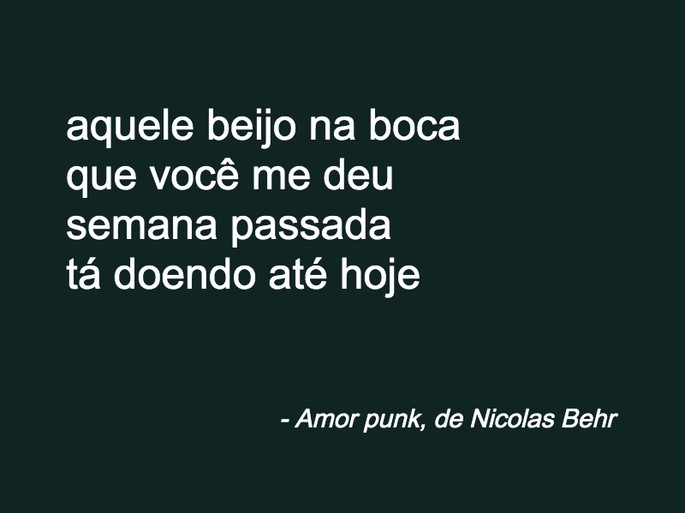 aquele beijo na boca
que você me deu
semana passada
tá doendo até hoje
- Amor punk, de Nicolas Behr